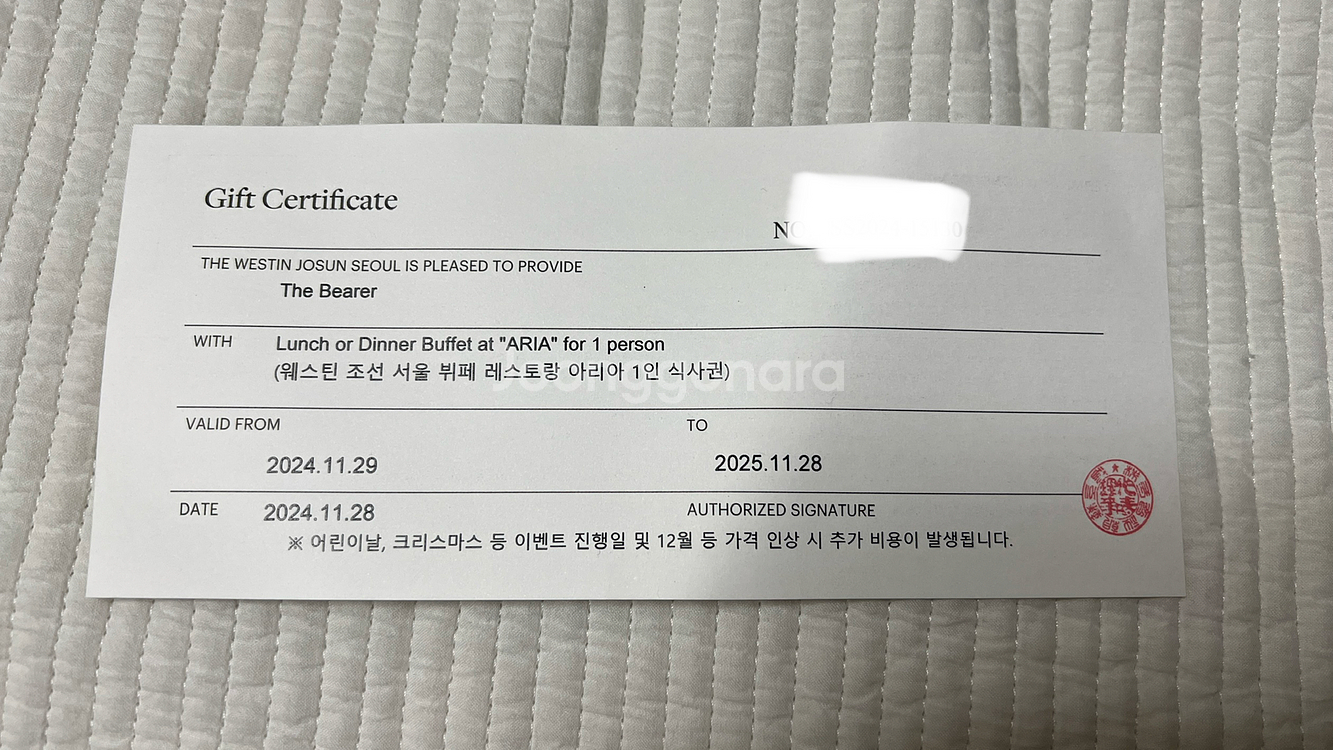 Gift Certificate
NO
THE WESTIN JOSUN SEOUL IS PLEASED TO PROVIDE
The Bearer
WITH Lunch or Dinner Buffet at "ARIA" for 1 person
(웨스틴 조선 서울 뷔페 레스토랑 아리아 1인 식사권)
Joonggonara
VALID FROM TO
2024.11.29 2025.11.28
DATE 2024.11.28 AUTHORIZED SIGNATURE
※ 어린이날, 크리스마스 등 이벤트 진행일 및 12월 등 가격 인상 시 추가 비용이 발생됩니다.